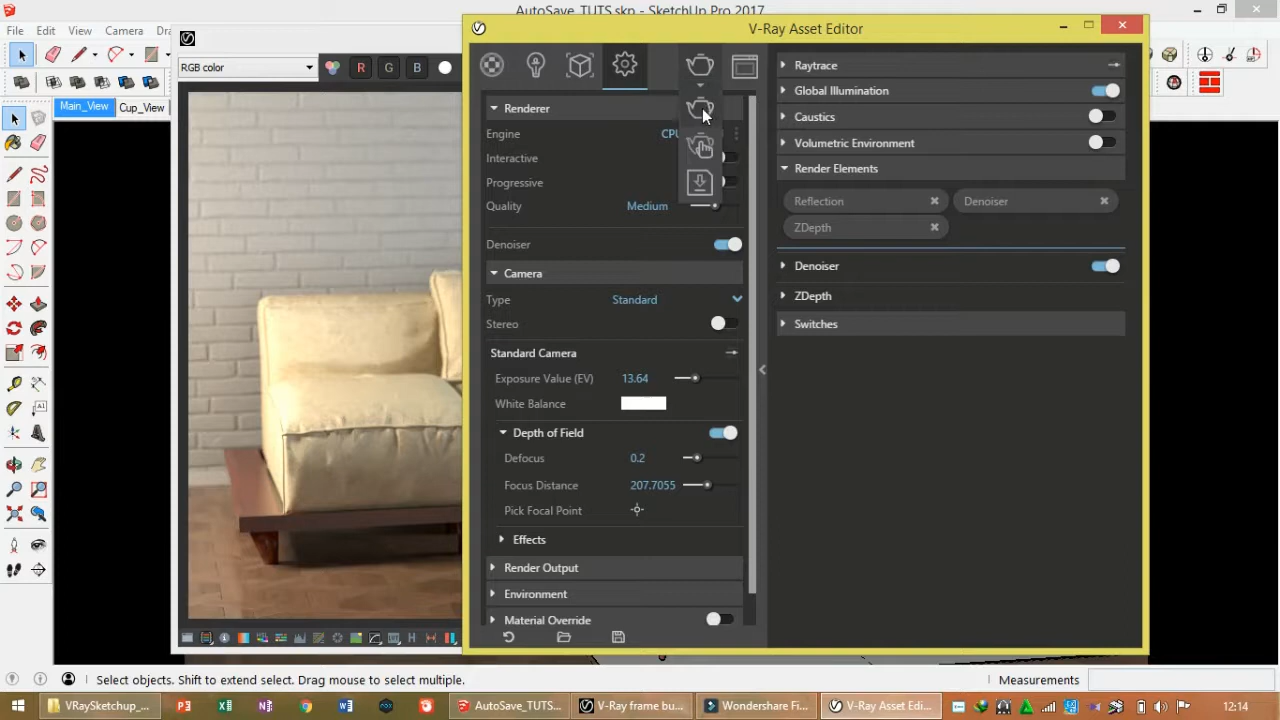 AutoSave_TUTS.skp - SketchUp Pro 2017
File Edit View Camera
V-Ray Asset Editor
RGB color
R G B
Main_View Cup_View
Renderer
Engine CPU
Interactive
Progressive
Quality Medium
Denoiser
Camera
Type Standard
Stereo
Standard Camera
Exposure Value (EV) 13.64
White Balance
Depth of Field
Defocus 0.2
Focus Distance 207.7055
Pick Focal Point
Effects
Render Output
Environment
Material Override
Raytrace
Global Illumination
Caustics
Volumetric Environment
Render Elements
Reflection Denoiser
ZDepth
Denoiser
ZDepth
Switches
H
Select objects. Shift to extend select. Drag mouse to select multiple.
Measurements
VRaySketchup_... AutoSave_TUTS... V-Ray frame bu... Wondershare Fi... V-Ray Asset Edi... 12:14